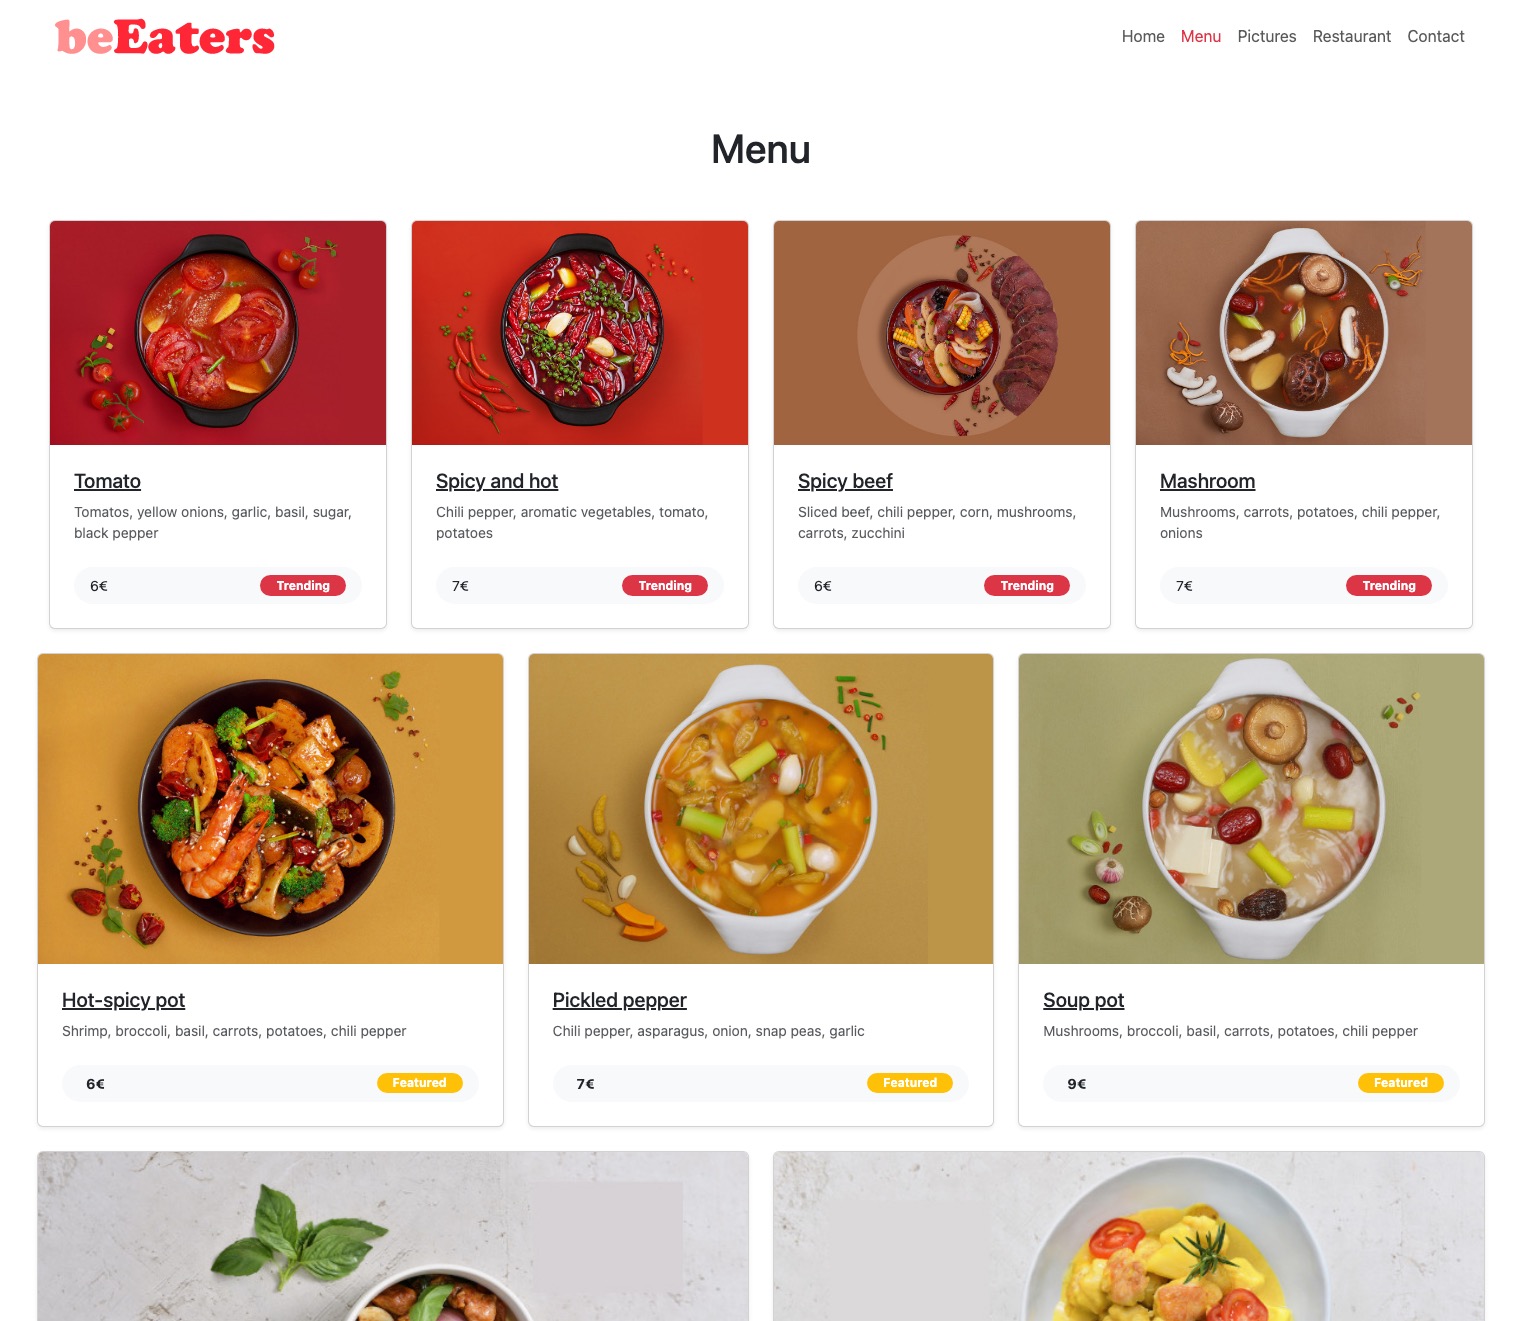 beEaters
Home Menu Pictures Restaurant Contact
Menu
Tomato
Tomatos, yellow onions, garlic, basil, sugar,
black pepper
6€ Trending
Spicy and hot
Chili pepper, aromatic vegetables, tomato,
potatoes
7€ Trending
Spicy beef
Sliced beef, chili pepper, corn, mushrooms,
carrots, zucchini
6€ Trending
Mashroom
Mushrooms, carrots, potatoes, chili pepper,
onions
7€ Trending
Hot-spicy pot
Shrimp, broccoli, basil, carrots, potatoes, chili pepper
6€ Featured
Pickled pepper
Chili pepper, asparagus, onion, snap peas, garlic
7€ Featured
Soup pot
Mushrooms, broccoli, basil, carrots, potatoes, chili pepper
9€ Featured